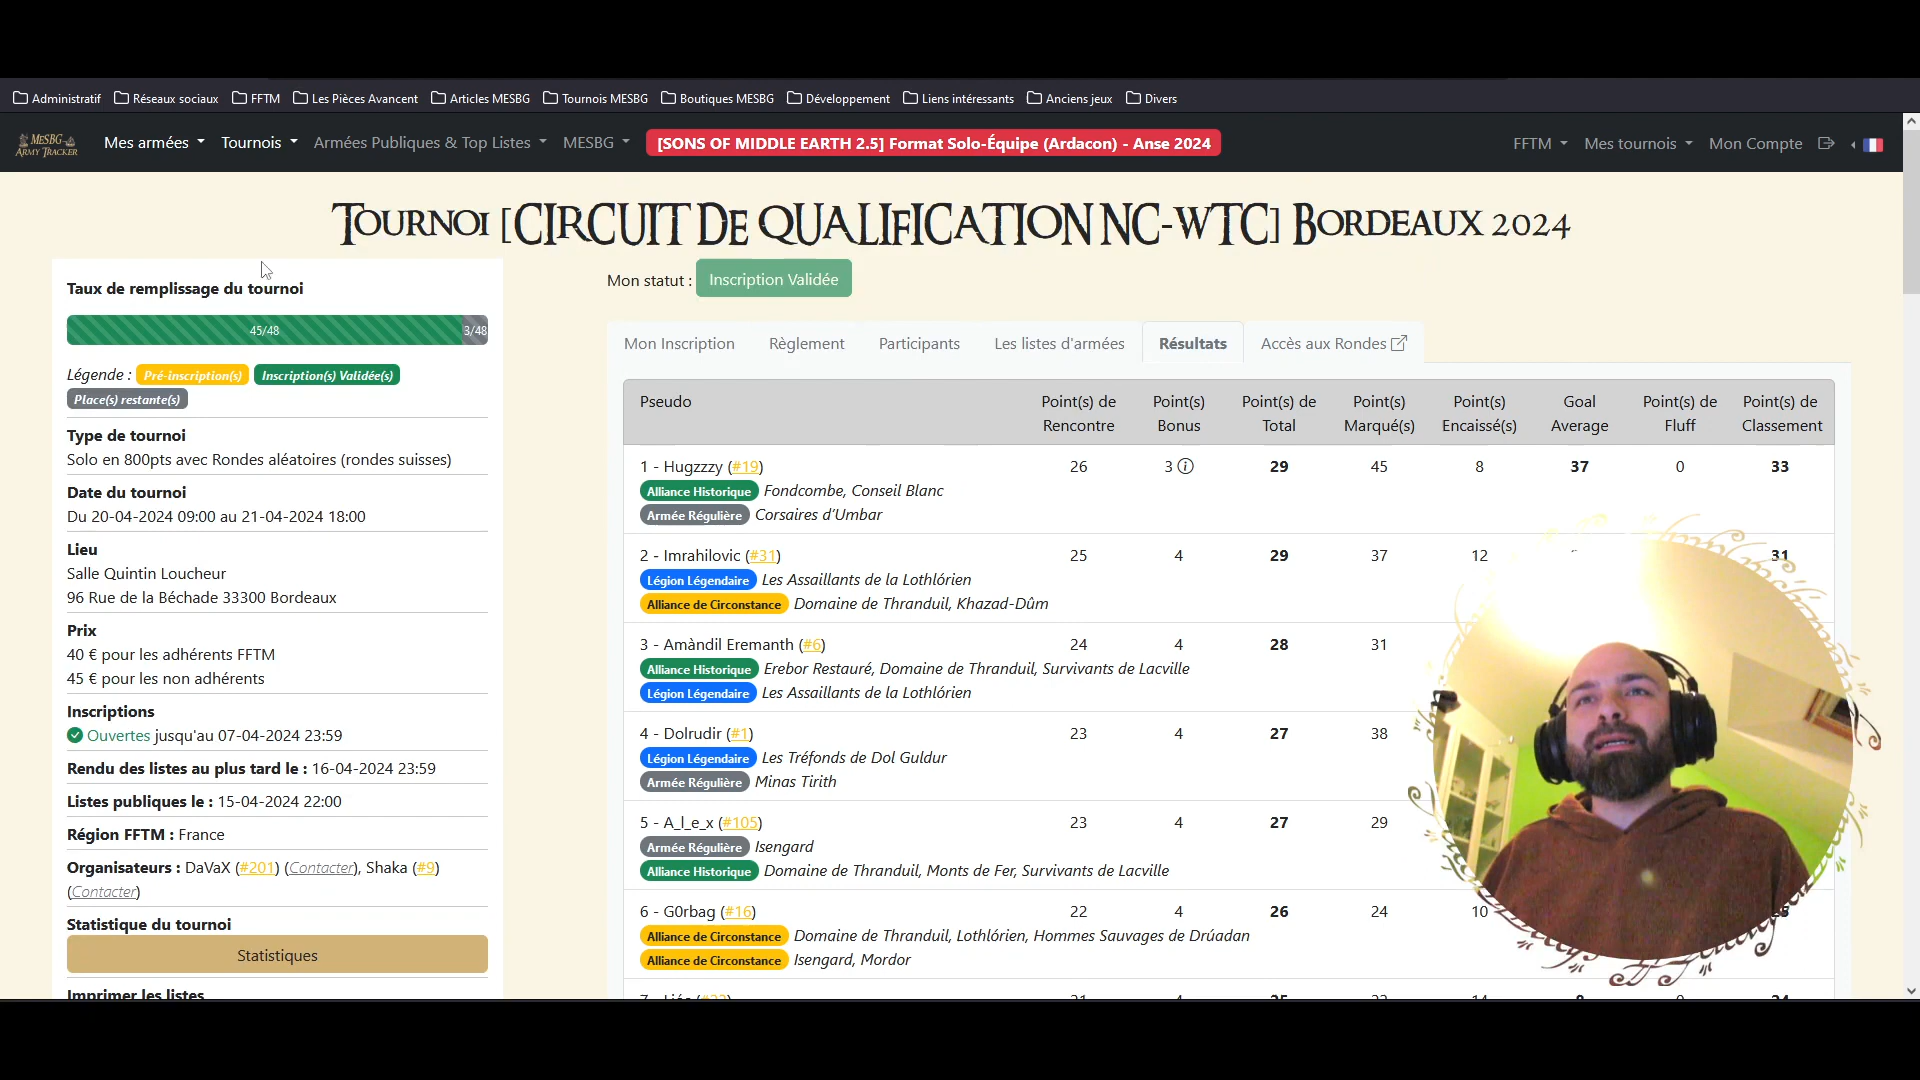 Administratif Réseaux sociaux FFTM Les Pièces Avancent Articles MESBG Tournois MESBG Boutiques MESBG Développement Liens intéressants Anciens jeux Divers
MESBG ARMY TRACKER Mes armées Tournois Armées Publiques & Top Listes MESBG [SONS OF MIDDLE EARTH 2.5] Format Solo-Équipe (Ardacon) - Anse 2024 FFTM Mes tournois Mon Compte
Tournoi [CIRCUIT De QUALIFICATION NC-WTC] Bordeaux 2024
Taux de remplissage du tournoi
45/48 3/48
Légende : Pré-inscription(s) Inscription(s) Validée(s)
Place(s) restante(s)
Type de tournoi
Solo en 800pts avec Rondes aléatoires (rondes suisses)
Date du tournoi
Du 20-04-2024 09:00 au 21-04-2024 18:00
Lieu
Salle Quintin Loucheur
96 Rue de la Béchade 33300 Bordeaux
Prix
40 € pour les adhérents FFTM
45 € pour les non adhérents
Inscriptions
Ouvertes jusqu'au 07-04-2024 23:59
Rendu des listes au plus tard le : 16-04-2024 23:59
Listes publiques le : 15-04-2024 22:00
Région FFTM : France
Organisateurs : DaVaX (#201) (Contacter), Shaka (#9)
(Contacter)
Statistique du tournoi
Statistiques
Imprimer les listes
Mon statut : Inscription Validée
Mon Inscription Règlement Participants Les listes d'armées Résultats Accès aux Rondes
Pseudo Point(s) de Rencontre Point(s) Bonus Point(s) de Total Point(s) Marqué(s) Point(s) Encaissé(s) Goal Average Point(s) de Fluff Point(s) de Classement
1 - Hugzzzy (#19) 26 3 29 45 8 37 0 33
Alliance Historique Fondcombe, Conseil Blanc
Armée Régulière Corsaires d'Umbar
2 - Imrahilovic (#31) 25 4 29 37 12 31
Légion Légendaire Les Assaillants de la Lothlórien
Alliance de Circonstance Domaine de Thranduil, Khazad-Dûm
3 - Amàndil Eremanth (#6) 24 4 28 31
Alliance Historique Erebor Restauré, Domaine de Thranduil, Survivants de Lacville
Légion Légendaire Les Assaillants de la Lothlórien
4 - Dolrudir (#1) 23 4 27 38
Légion Légendaire Les Tréfonds de Dol Guldur
Armée Régulière Minas Tirith
5 - A_l_e_x (#105) 23 4 27 29
Armée Régulière Isengard
Alliance Historique Domaine de Thranduil, Monts de Fer, Survivants de Lacville
6 - G0rbag (#16) 22 4 26 24 10
Alliance de Circonstance Domaine de Thranduil, Lothlórien, Hommes Sauvages de Drúadan
Alliance de Circonstance Isengard, Mordor